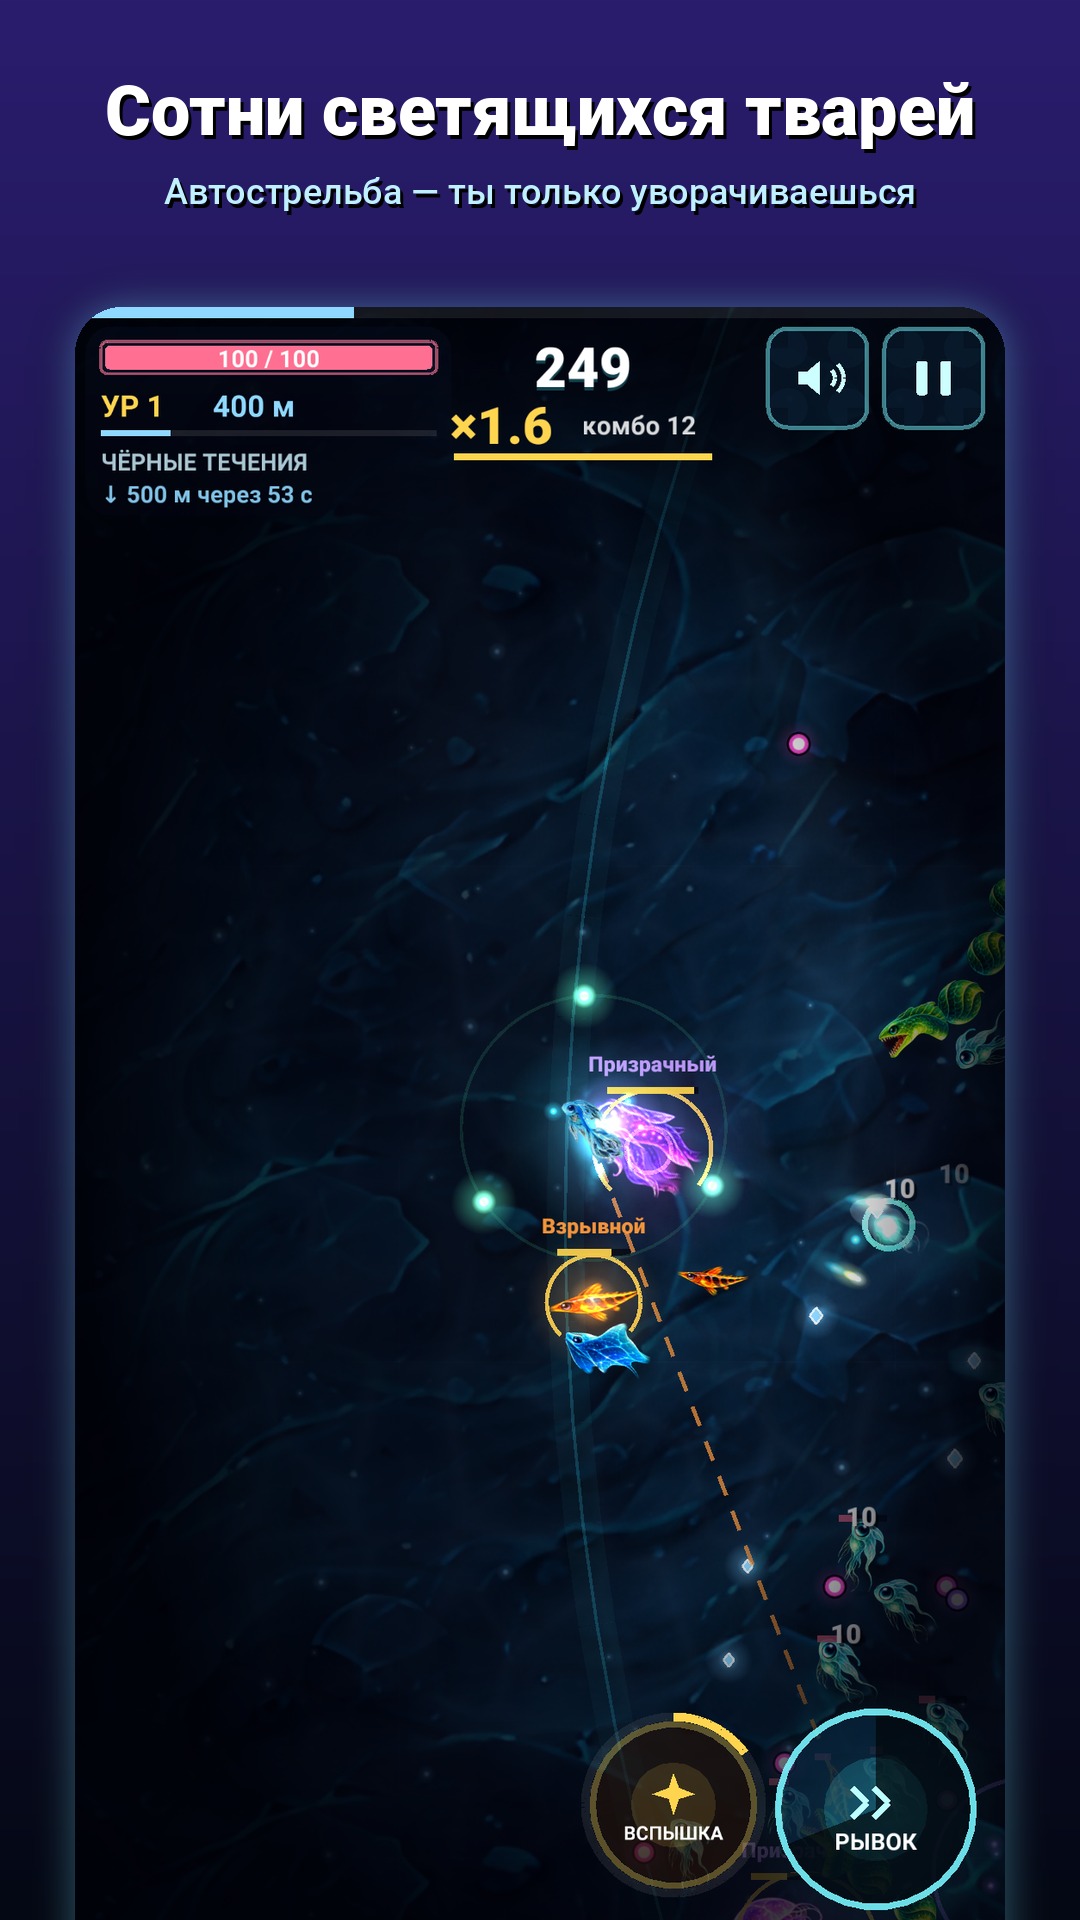 Сотни светящихся тварей
Автострельба — ты только уворачиваешься
100 / 100
249
УР 1 400 м
×1.6 комбо 12
ЧЁРНЫЕ ТЕЧЕНИЯ
↓ 500 м через 53 с
Призрачный
10
10
Взрывной
10
10
ВСПЫШКА
РЫВОК